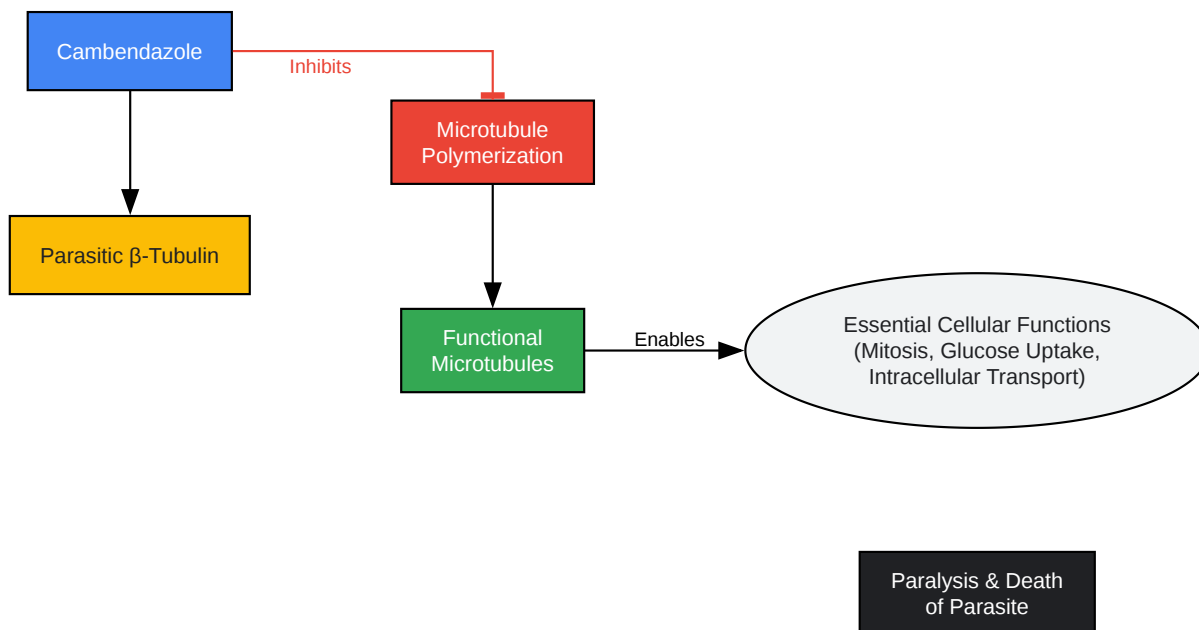 Cambendazole
Inhibits
Microtubule
Polymerization
Parasitic β-Tubulin
Functional
Microtubules
Enables
Essential Cellular Functions
(Mitosis, Glucose Uptake,
Intracellular Transport)
Paralysis & Death
of Parasite